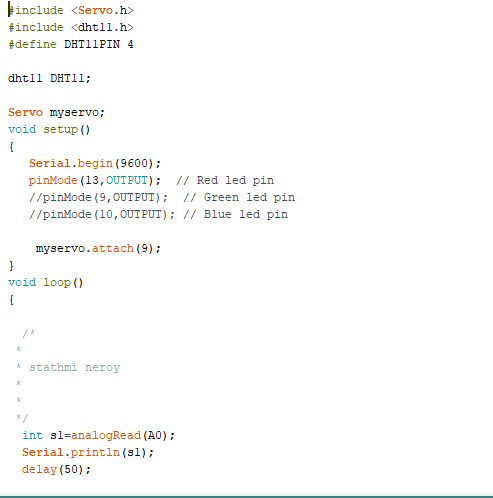 #include <Servo.h>
#include <dht11.h>
#define DHT11PIN 4
dht11 DHT11;
Servo myservo;
void setup()
{
Serial.begin(9600);
pinMode(13,OUTPUT);  // Red led pin
//pinMode(9,OUTPUT);  // Green led pin
//pinMode(10,OUTPUT); // Blue led pin
myservo.attach(9);
}
void loop()
{
/*
*
* stathmi neroy
*
*
*/
int s1=analogRead(A0);
Serial.println(s1);
delay(50);